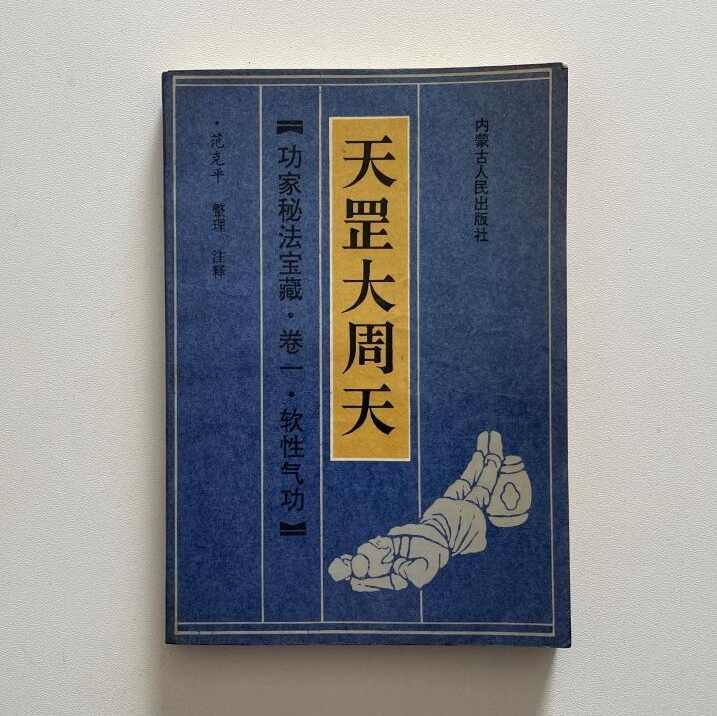 内蒙古人民出版社
天罡大周天
【功家秘法宝藏·卷一·软性气功】
·范克平 整理 注释